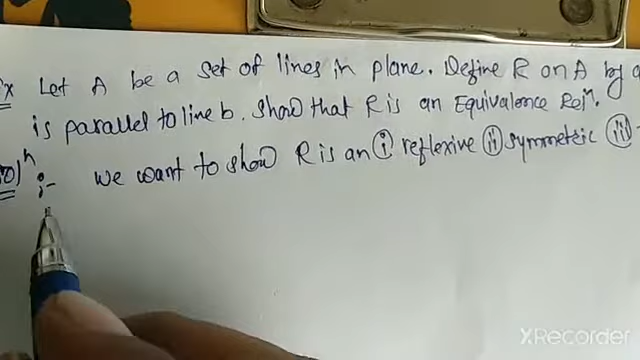 Ex Let A be a set of lines in plane. Define R on A by a
is parallel to line b. Show that R is an Equivalence Relⁿ.
Solⁿ :- We want to show R is an (i) reflexive (ii) symmetric (iii)
XRecorder